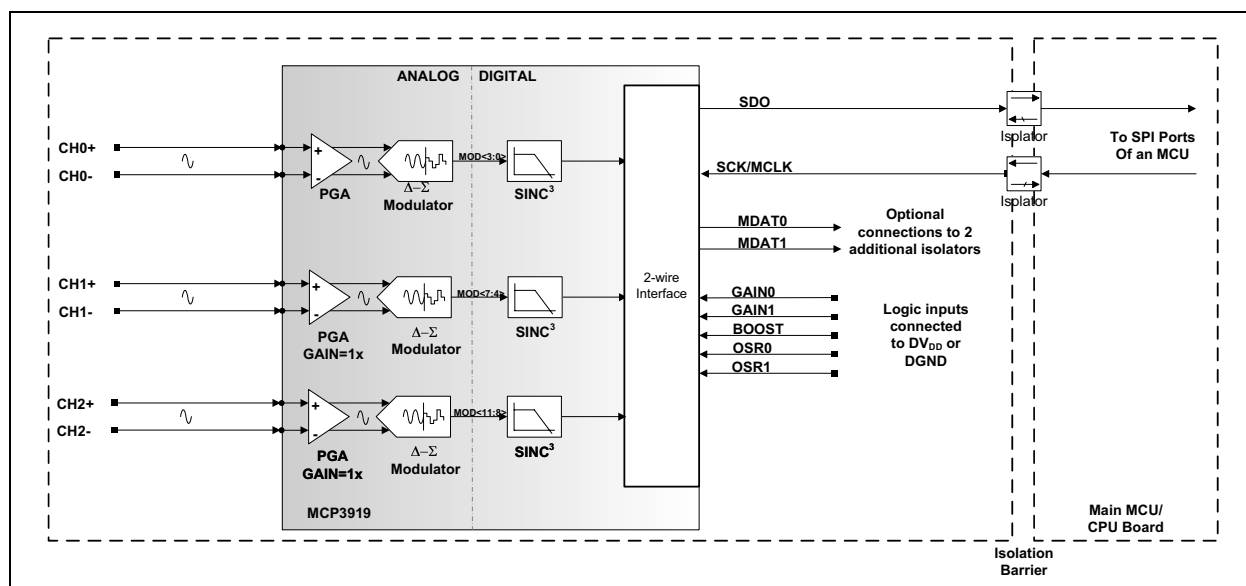 ANALOG
DIGITAL
SDO
Isolator
To SPI Ports
Of an MCU
CH0+
CH0-
+
-
PGA
MOD<3:0>
Δ–Σ
Modulator
SINC³
SCK/MCLK
Isolator
MDAT0
MDAT1
Optional
connections to 2
additional isolators
2-wire
Interface
CH1+
CH1-
+
-
PGA
GAIN=1x
MOD<7:4>
Δ–Σ
Modulator
SINC³
GAIN0
GAIN1
BOOST
OSR0
OSR1
Logic inputs
connected
to DV_DD or
DGND
CH2+
CH2-
+
-
PGA
GAIN=1x
MOD<11:8>
Δ–Σ
Modulator
SINC³
MCP3919
Main MCU/
CPU Board
Isolation
Barrier